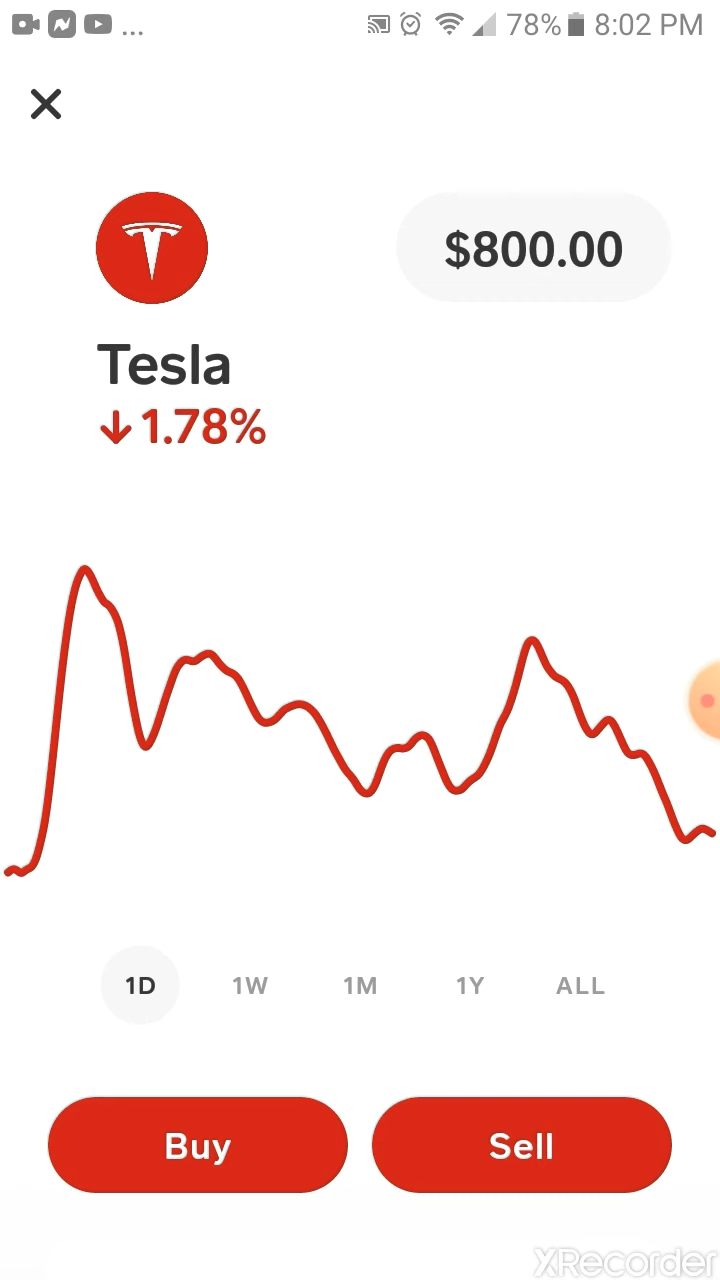 ... 78% 8:02 PM
$800.00
Tesla
↓1.78%
1D 1W 1M 1Y ALL
Buy Sell
XRecorder